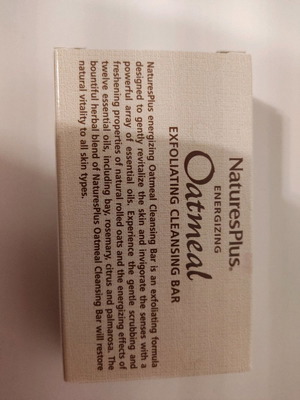 NaturesPlus.
ENERGIZING
Oatmeal
EXFOLIATING CLEANSING BAR
NaturesPlus energizing Oatmeal Cleansing Bar is an exfoliating formula
designed to gently revitalize the skin and invigorate the senses with a
powerful array of essential oils. Experience the gentle scrubbing and
freshening properties of natural rolled oats and the energizing effects of
twelve essential oils, including bay, rosemary, citrus and palmarosa. The
bountiful herbal blend of NaturesPlus Oatmeal Cleansing Bar will restore
natural vitality to all skin types.